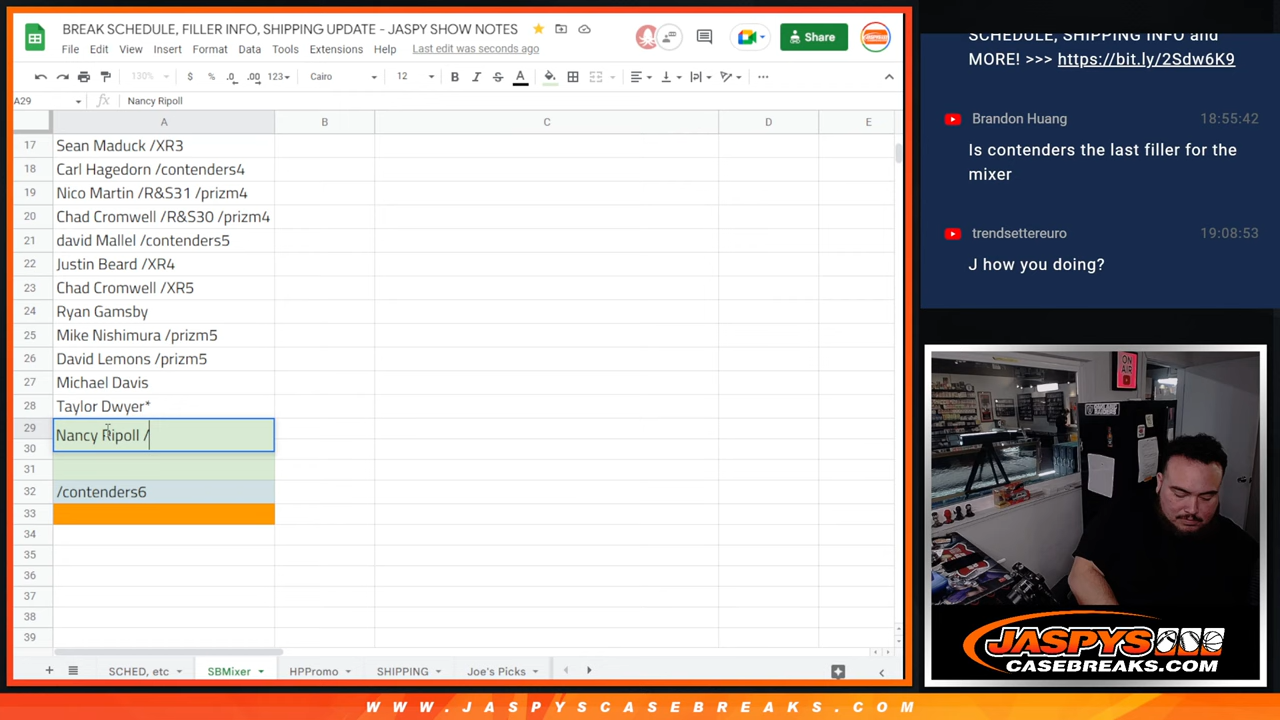 BREAK SCHEDULE, FILLER INFO, SHIPPING UPDATE - JASPY SHOW NOTES
File Edit View Insert Format Data Tools Extensions Help Last edit was seconds ago
Share
130% $ % .0 .00 123 Cairo 12 B I S A
A29 fx Nancy Ripoll
A B C D E
17 Sean Maduck /XR3
18 Carl Hagedorn /contenders4
19 Nico Martin /R&S31 /prizm4
20 Chad Cromwell /R&S30 /prizm4
21 david Mallel /contenders5
22 Justin Beard /XR4
23 Chad Cromwell /XR5
24 Ryan Gamsby
25 Mike Nishimura /prizm5
26 David Lemons /prizm5
27 Michael Davis
28 Taylor Dwyer*
29 Nancy Ripoll /
30
31
32 /contenders6
33
34
35
36
37
38
39
SCHED, etc SBMixer HPPromo SHIPPING Joe's Picks
SCHEDULE, SHIPPING INFO and
MORE! >>> https://bit.ly/2Sdw6K9
Brandon Huang 18:55:42
Is contenders the last filler for the
mixer
trendsettereuro 19:08:53
J how you doing?
ON AIR
JASPYS
CASEBREAKS.COM
WWW.JASPYSCASEBREAKS.COM